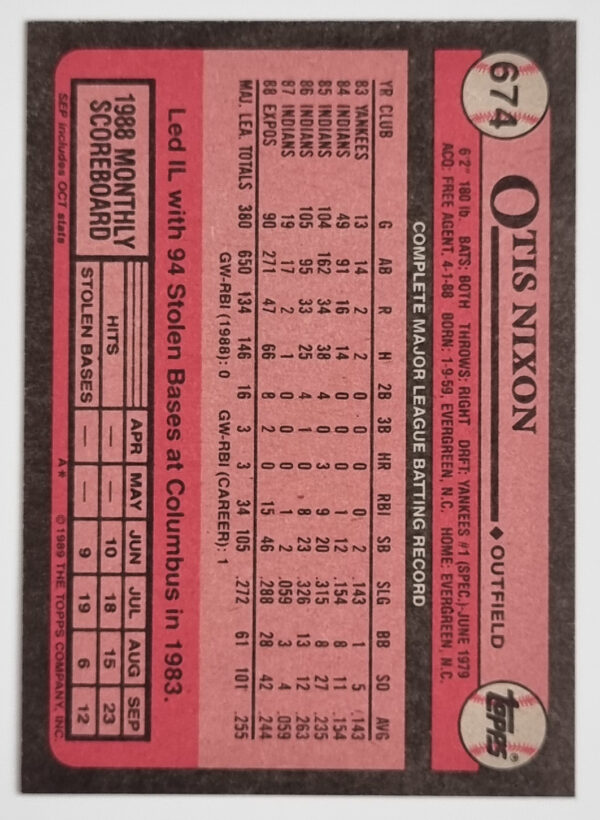 674
OTIS NIXON ♦ OUTFIELD
topps®
6'2" 180 lb. BATS: BOTH THROWS: RIGHT DRFT: YANKEES #1 (SPEC.)-JUNE 1979
ACQ: FREE AGENT, 4-1-88 BORN: 1-9-59, EVERGREEN, N.C. HOME: EVERGREEN, N.C.
COMPLETE MAJOR LEAGUE BATTING RECORD
YR CLUB G AB R H 2B 3B HR RBI SB SLG BB SO AVG
83 YANKEES 13 14 2 2 0 0 0 0 2 .143 1 5 .143
84 INDIANS 49 91 16 14 0 0 0 1 12 .154 8 11 .154
85 INDIANS 104 162 34 38 4 0 3 9 20 .315 8 27 .235
86 INDIANS 105 95 33 25 4 1 0 8 23 .326 13 12 .263
87 INDIANS 19 17 2 1 0 0 0 1 2 .059 3 4 .059
88 EXPOS 90 271 47 66 8 2 0 15 46 .288 28 42 .244
MAJ. LEA. TOTALS 380 650 134 146 16 3 3 34 105 .272 61 101 .255
GW-RBI (1988): 0 GW-RBI (CAREER): 1
Led IL with 94 Stolen Bases at Columbus in 1983.
1988 MONTHLY
SCOREBOARD
APR MAY JUN JUL AUG SEP
HITS — — 10 18 15 23
STOLEN BASES — — 9 19 6 12
SEP includes OCT stats
A* © 1989 THE TOPPS COMPANY, INC.